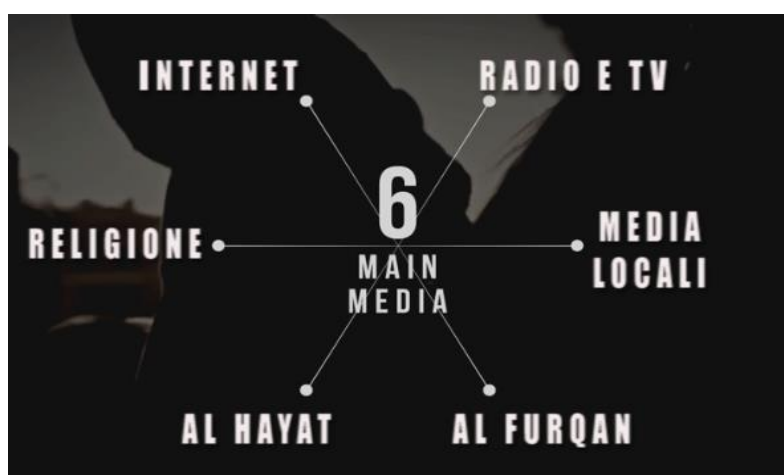 INTERNET
RADIO E TV
6
RELIGIONE
MAIN
MEDIA
MEDIA
LOCALI
AL HAYAT
AL FURQAN